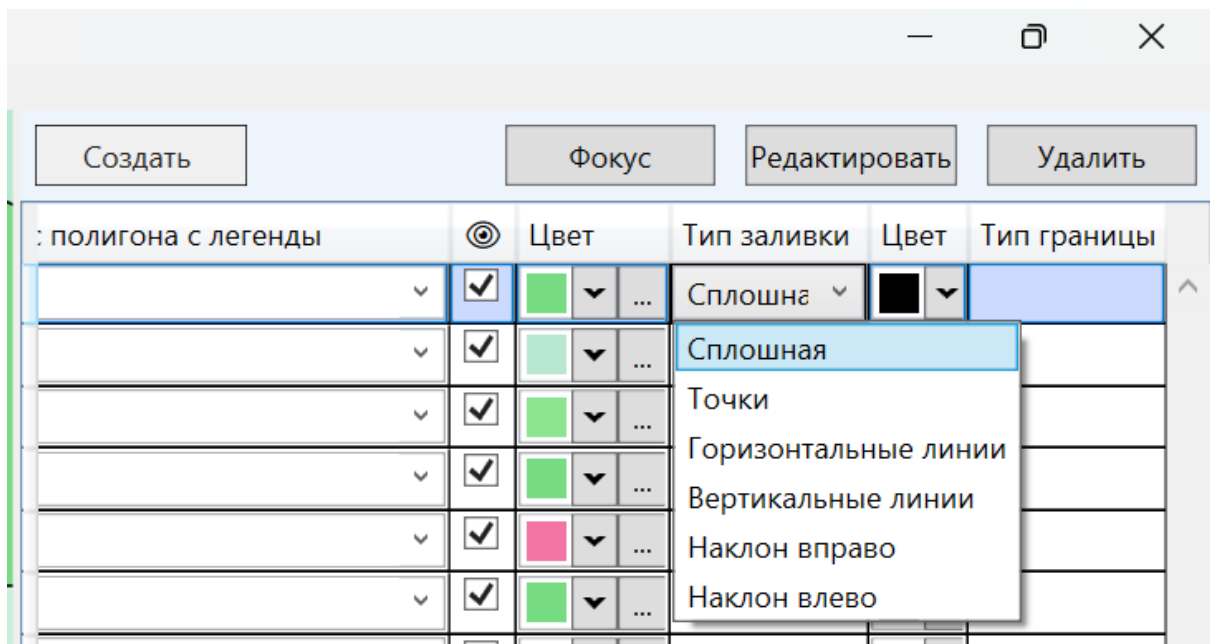 Создать Фокус Редактировать Удалить
с полигона с легенды Цвет Тип заливки Цвет Тип границы
... Сплошна
... Сплошная
... Точки
Горизонтальные линии
... Вертикальные линии
... Наклон вправо
... Наклон влево